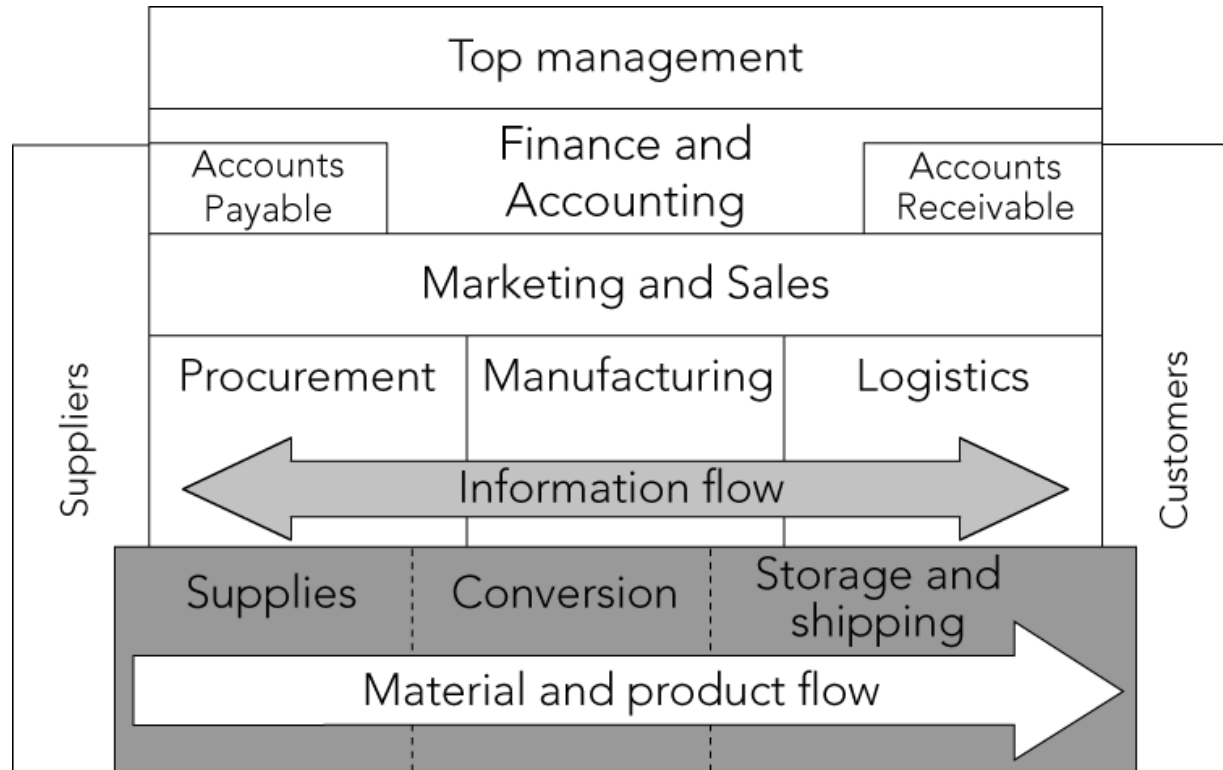 Top management
Accounts
Payable
Finance and
Accounting
Accounts
Receivable
Marketing and Sales
Suppliers
Procurement
Manufacturing
Logistics
Customers
Information flow
Supplies
Conversion
Storage and
shipping
Material and product flow